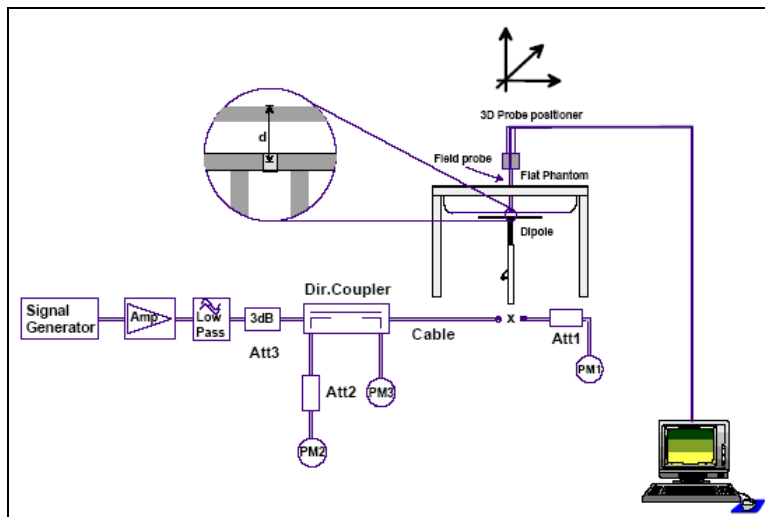 3D Probe positioner
d
Field probe
Flat Phantom
Dipole
Dir.Coupler
Signal
Generator
Amp
Low
Pass
3dB
Att3
Cable
x
Att1
PM1
Att2
PM3
PM2